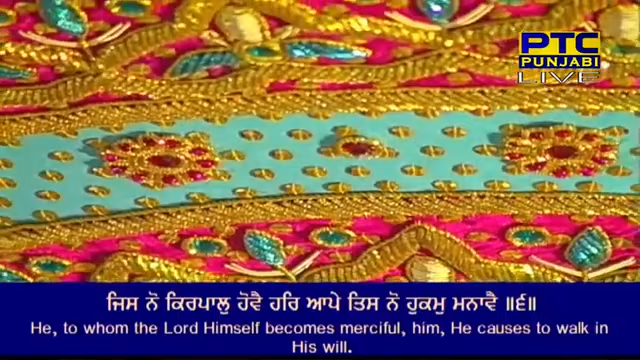 PTC
PUNJABI
LIVE
ਜਿਸ ਨੋ ਕਿਰਪਾਲੁ ਹੋਵੈ ਹਰਿ ਆਪੇ ਤਿਸ ਨੋ ਹੁਕਮੁ ਮਨਾਵੈ ॥੬॥
He, to whom the Lord Himself becomes merciful, him, He causes to walk in
His will.